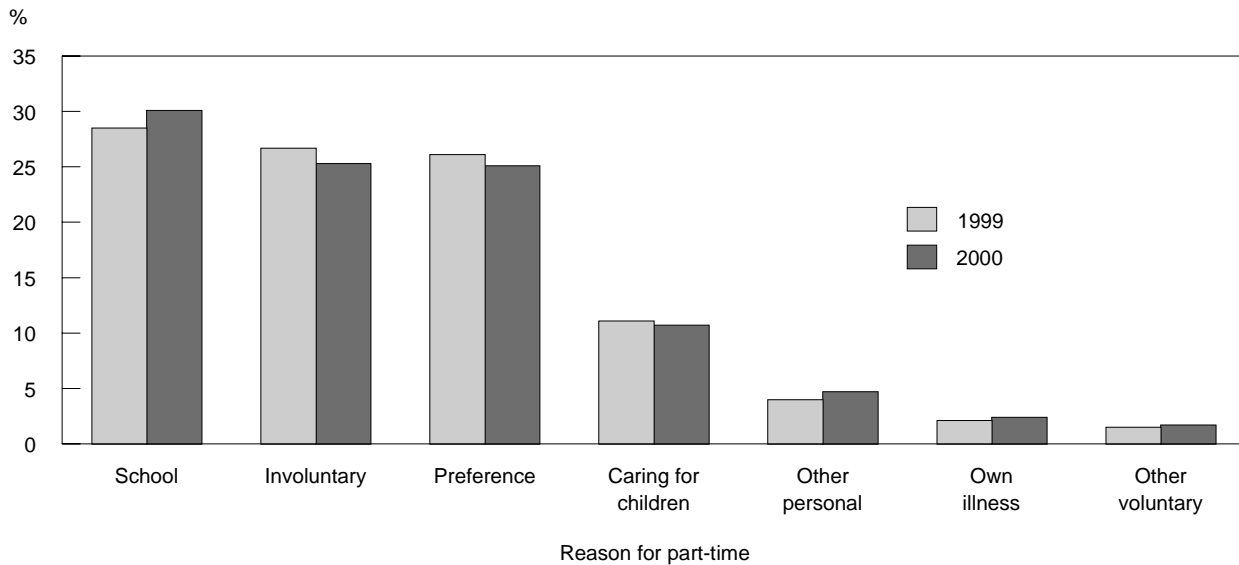 %
35
30
25
20
15
10
5
0
1999
2000
School
Involuntary
Preference
Caring for
children
Other
personal
Own
illness
Other
voluntary
Reason for part-time